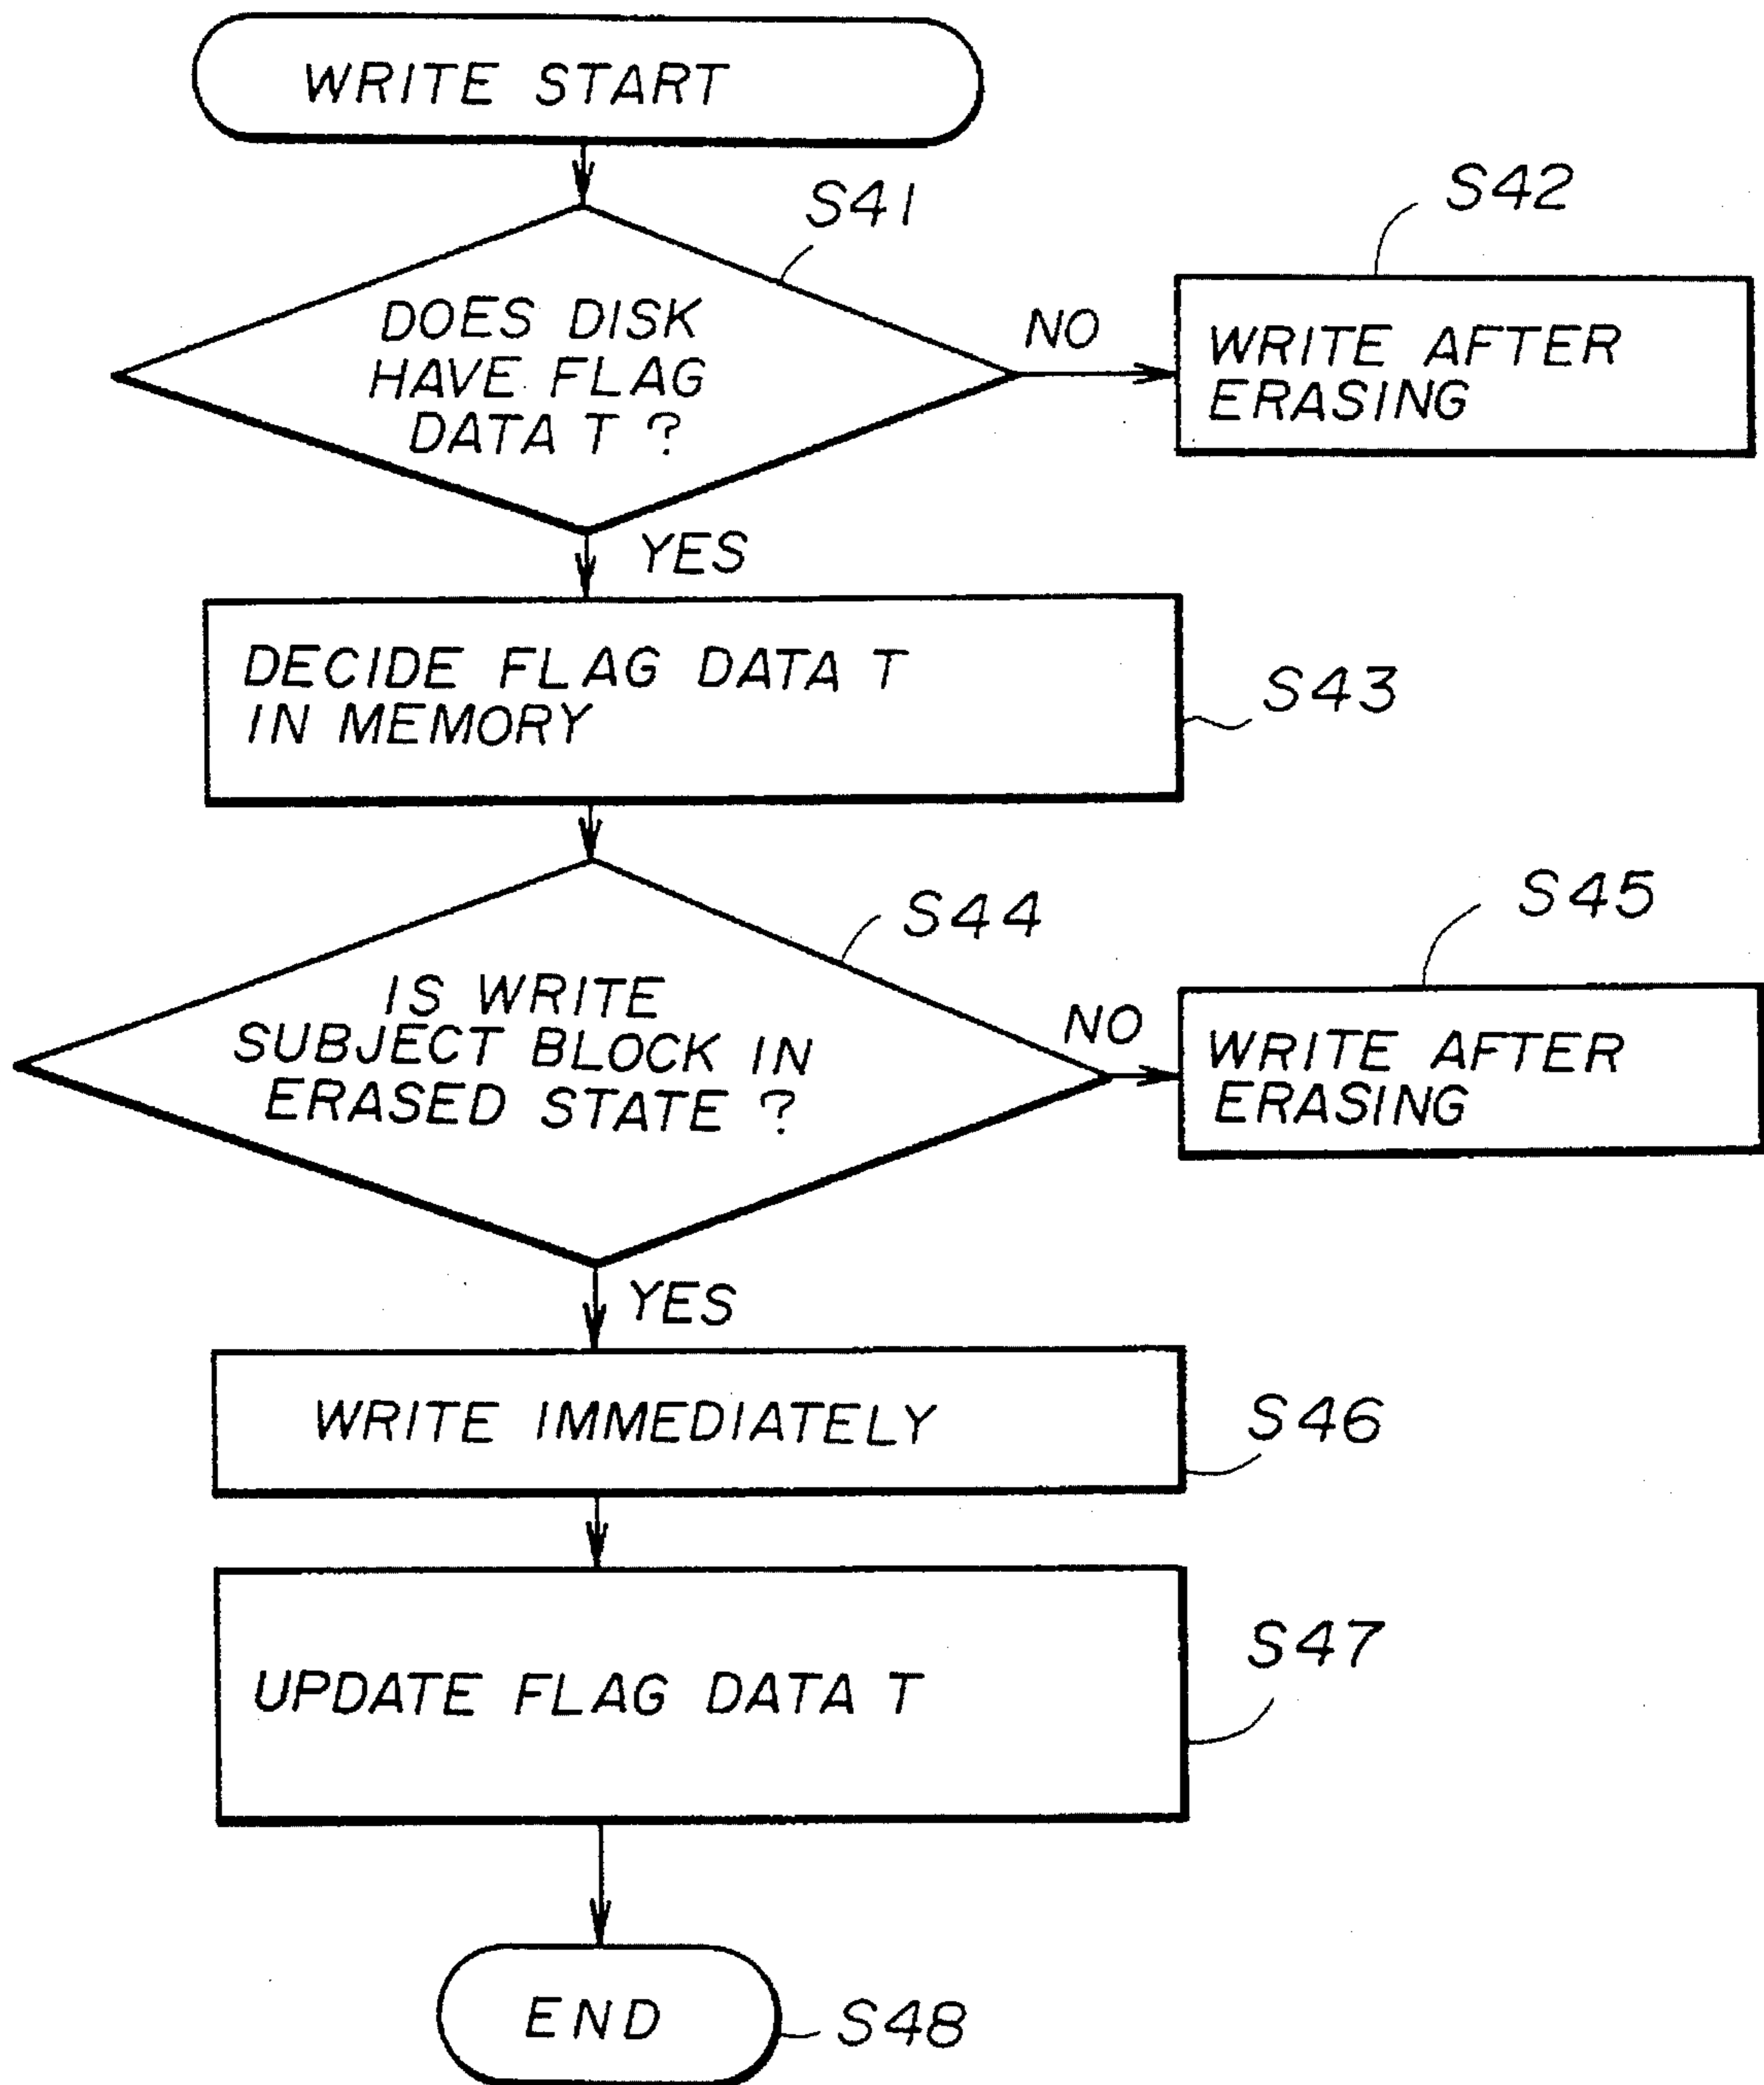 WRITE START
S41
S42
DOES DISK
HAVE FLAG
DATA T ?
NO
WRITE AFTER
ERASING
YES
DECIDE FLAG DATA T
IN MEMORY
S43
S44
S45
IS WRITE
SUBJECT BLOCK IN
ERASED STATE ?
NO
WRITE AFTER
ERASING
YES
WRITE IMMEDIATELY
S46
UPDATE FLAG DATA T
S47
END
S48